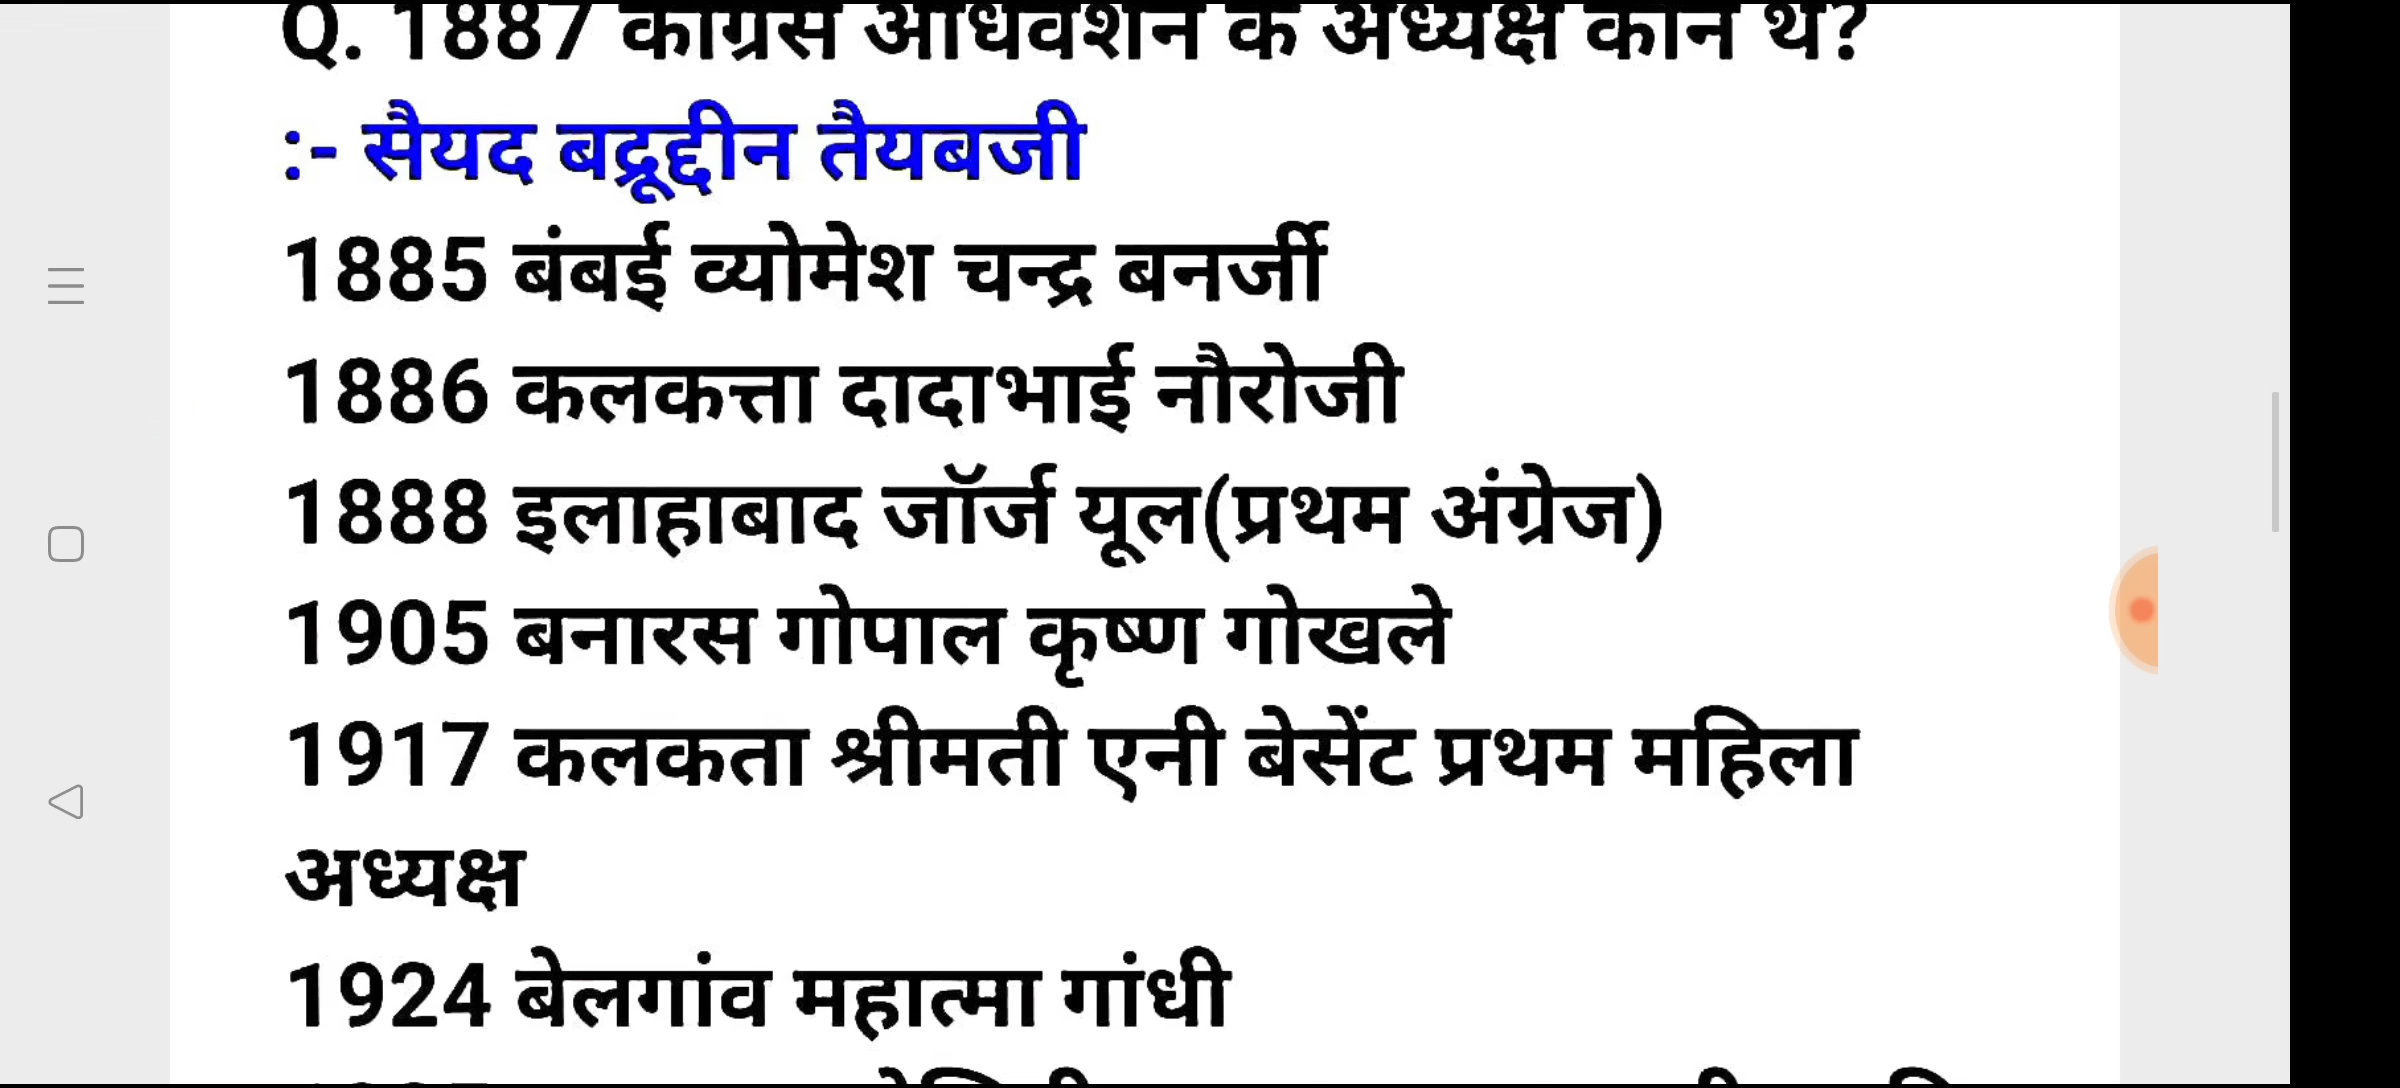 Q. 1887 कांग्रेस अधिवेशन के अध्यक्ष कौन थे?
:- सैयद बद्रूद्दीन तैयबजी
1885 बंबई व्योमेश चन्द्र बनर्जी
1886 कलकत्ता दादाभाई नौरोजी
1888 इलाहाबाद जॉर्ज यूल(प्रथम अंग्रेज)
1905 बनारस गोपाल कृष्ण गोखले
1917 कलकता श्रीमती एनी बेसेंट प्रथम महिला
अध्यक्ष
1924 बेलगांव महात्मा गांधी